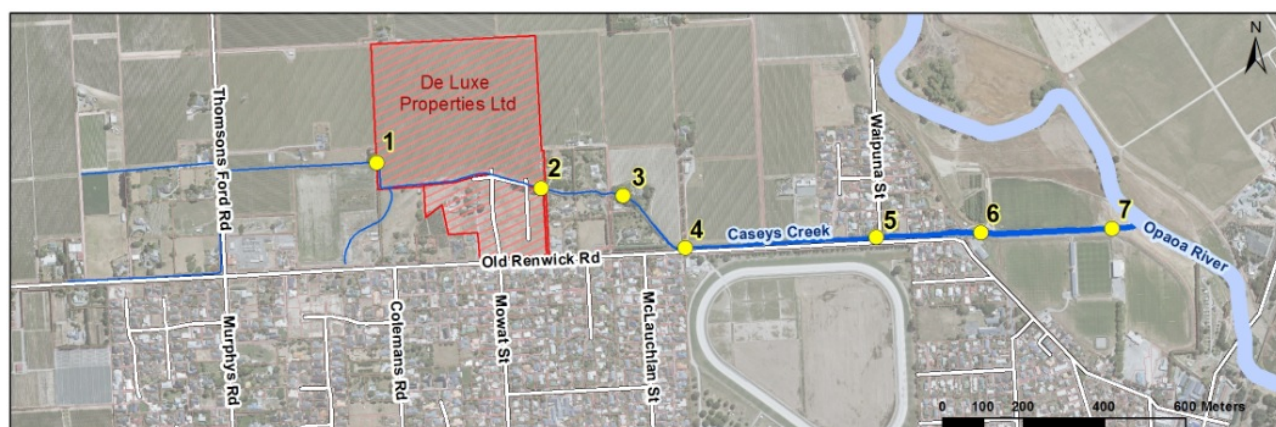 De Luxe
Properties Ltd
N
Thomsons Ford Rd
Waipuna St
1
2
3
4
5
6
7
Caseys Creek
Opaoa River
Old Renwick Rd
Murphys Rd
Colemans Rd
Mowat St
McLauchlan St
0 100 200 400 600 Meters